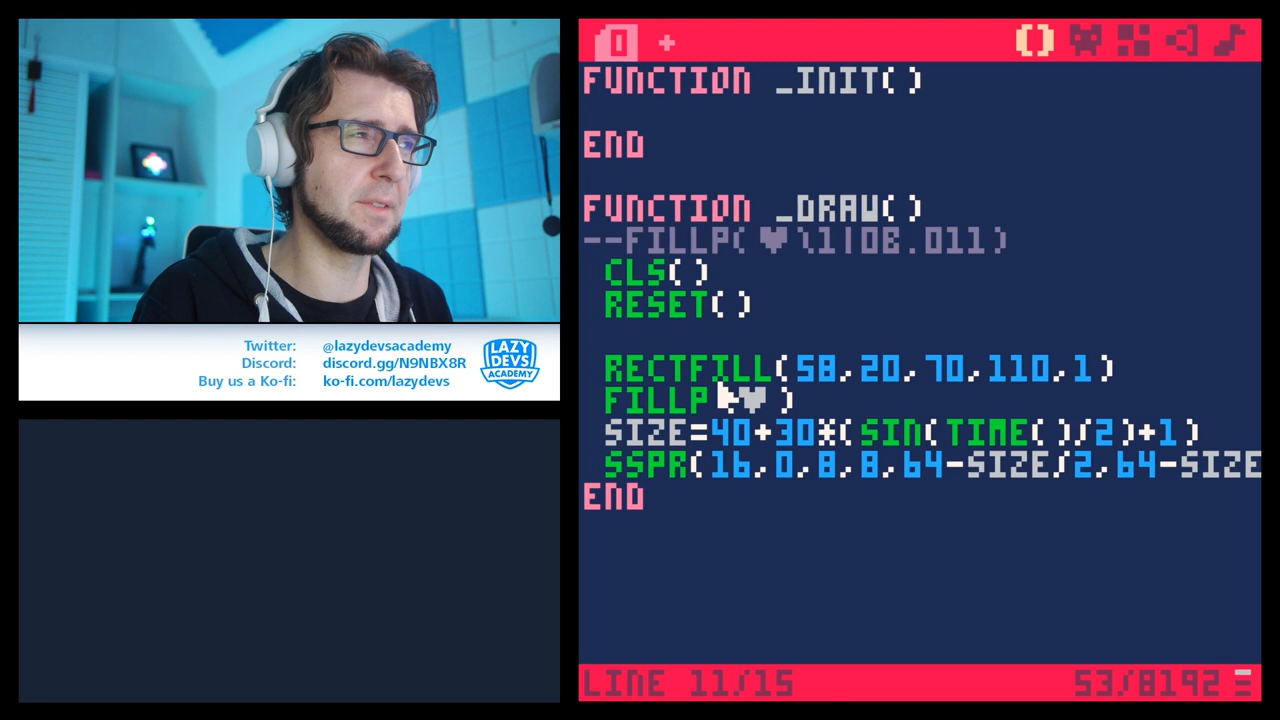 Twitter: @lazydevsacademy
Discord: discord.gg/N9NBX8R
Buy us a Ko-fi: ko-fi.com/lazydevs
LAZY
DEVS
ACADEMY
0 +
FUNCTION _INIT()
END
FUNCTION _DRAW()
--FILLP(♥\1|0B.011)
CLS()
RESET()
RECTFILL(58,20,70,110,1)
FILLP ♥ )
SIZE=40+30*(SIN(TIME()/2)+1)
SSPR(16,0,8,8,64-SIZE/2,64-SIZE
END
LINE 11/15
53/8192